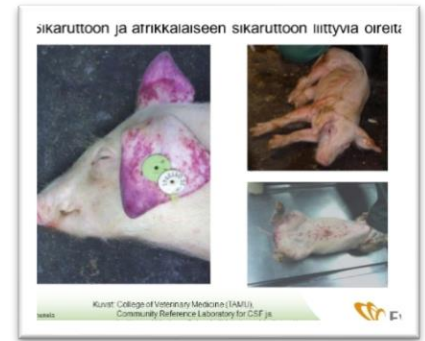 sikaruttoon ja afrikkalaiseen sikaruttoon liittyviä oireita
Kuvat: College of Veterinary Medicine (TAMU),
Community Reference Laboratory for CSF ja